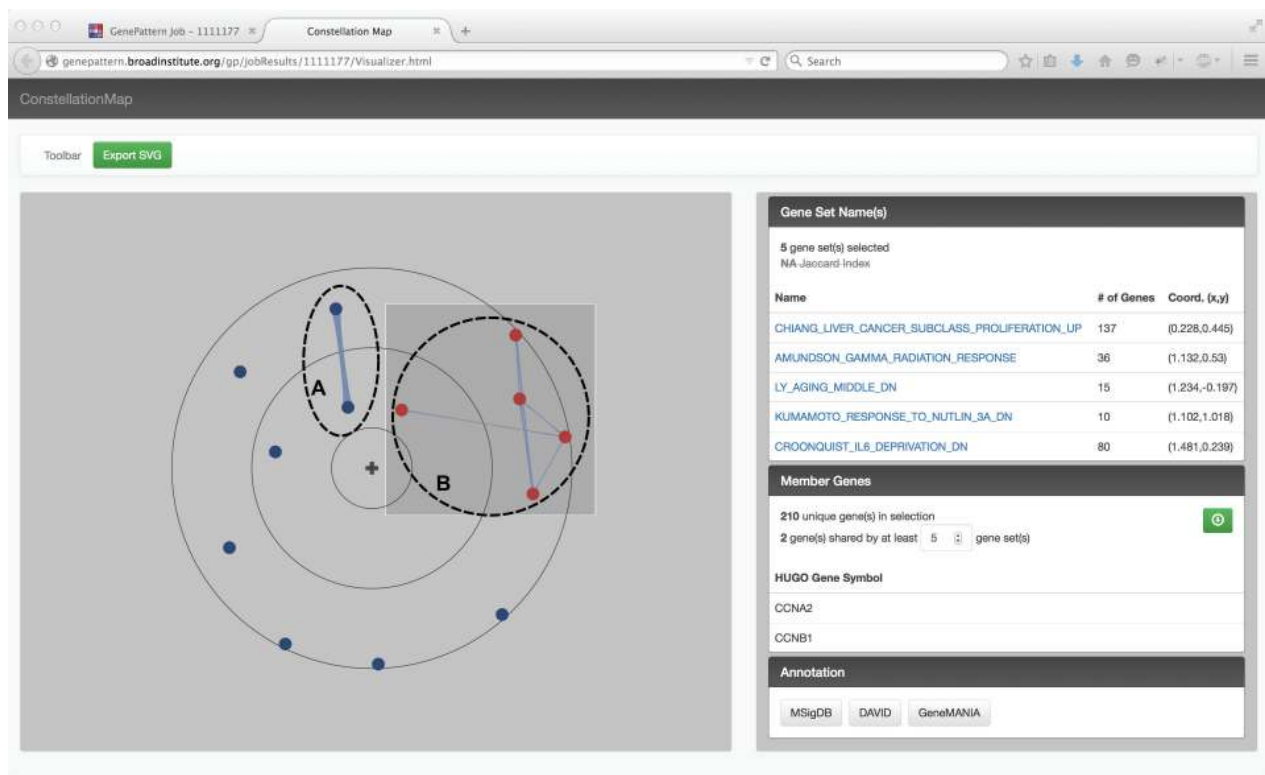 GenePattern Job - 1111177
Constellation Map
genepattern.broadinstitute.org/gp/jobResults/1111177/Visualizer.html
Search
ConstellationMap
Toolbar
Export SVG
A
B
Gene Set Name(s)
5 gene set(s) selected
NA Jaccard Index
Name # of Genes Coord. (x,y)
CHIANG_LIVER_CANCER_SUBCLASS_PROLIFERATION_UP 137 (0.228,0.445)
AMUNDSON_GAMMA_RADIATION_RESPONSE 36 (1.132,0.53)
LY_AGING_MIDDLE_DN 15 (1.234,-0.197)
KUMAMOTO_RESPONSE_TO_NUTLIN_3A_DN 10 (1.102,1.018)
CROONQUIST_IL6_DEPRIVATION_DN 80 (1.481,0.239)
Member Genes
210 unique gene(s) in selection
2 gene(s) shared by at least 5 gene set(s)
HUGO Gene Symbol
CCNA2
CCNB1
Annotation
MSigDB DAVID GeneMANIA